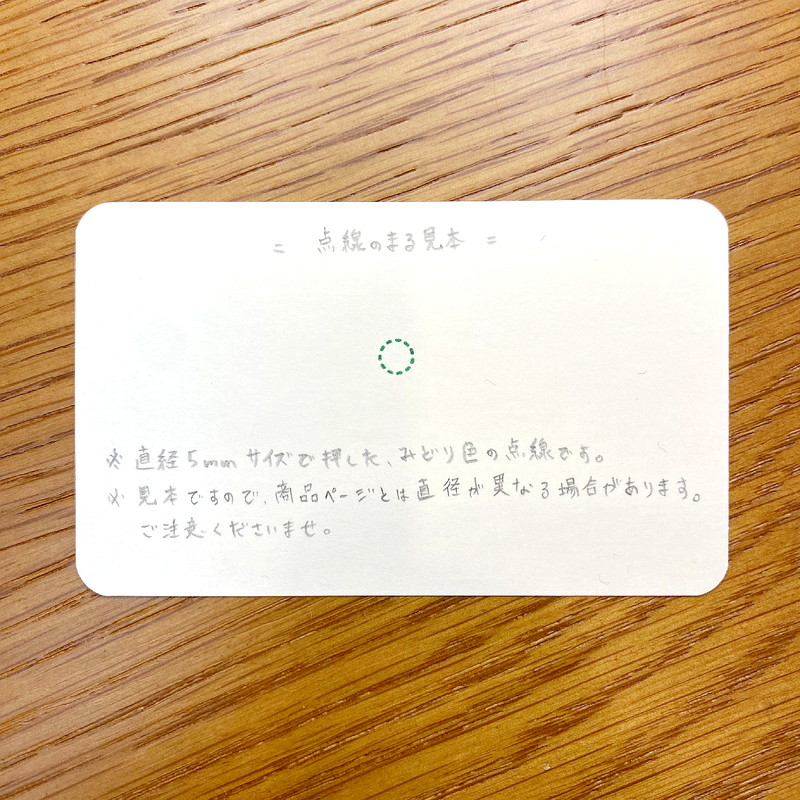 = 点線のまる見本 =
※ 直経5mmサイズで押した、みどり色の点線です。
※ 見本ですので、商品ページとは直径が異なる場合があります。
ご注意くださいませ。